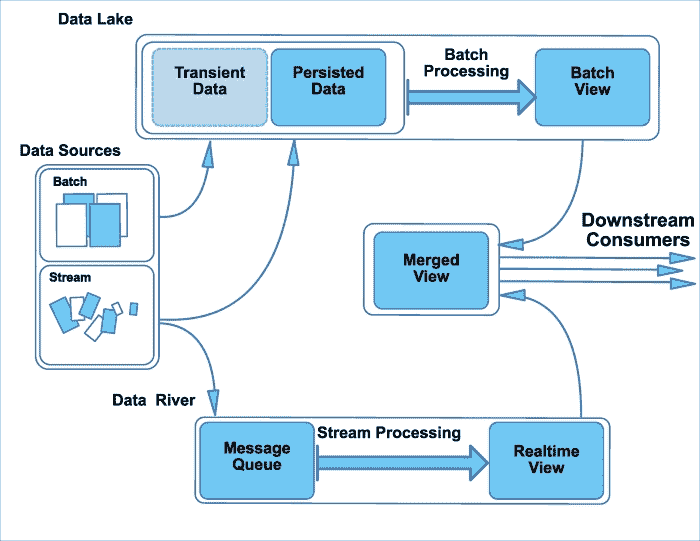 Data Lake
Transient
Data
Persisted
Data
Batch
Processing
Batch
View
Data Sources
Batch
Stream
Merged
View
Downstream
Consumers
Data River
Message
Queue
Stream Processing
Realtime
View